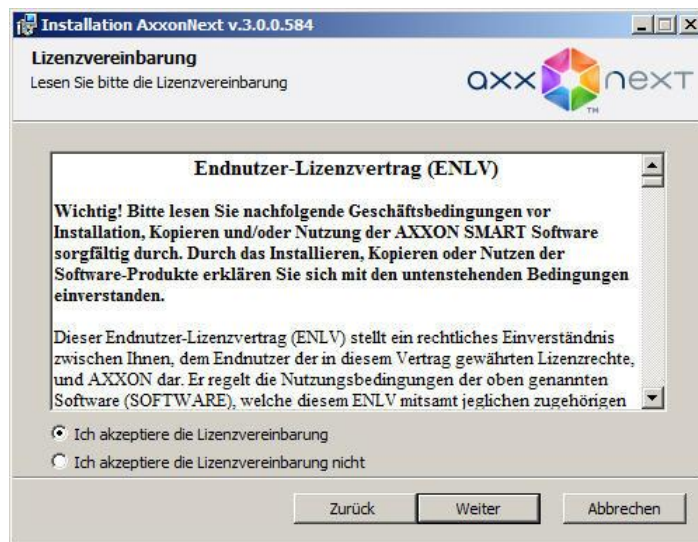 Installation AxxonNext v.3.0.0.584
Lizenzvereinbarung
Lesen Sie bitte die Lizenzvereinbarung
axx next
TM
Endnutzer-Lizenzvertrag (ENLV)
Wichtig! Bitte lesen Sie nachfolgende Geschäftsbedingungen vor
Installation, Kopieren und/oder Nutzung der AXXON SMART Software
sorgfältig durch. Durch das Installieren, Kopieren oder Nutzen der
Software-Produkte erklären Sie sich mit den untenstehenden Bedingungen
einverstanden.
Dieser Endnutzer-Lizenzvertrag (ENLV) stellt ein rechtliches Einverständnis
zwischen Ihnen, dem Endnutzer der in diesem Vertrag gewährten Lizenzrechte,
und AXXON dar. Er regelt die Nutzungsbedingungen der oben genannten
Software (SOFTWARE), welche diesem ENLV mitsamt jeglichen zugehörigen
Ich akzeptiere die Lizenzvereinbarung
Ich akzeptiere die Lizenzvereinbarung nicht
Zurück
Weiter
Abbrechen